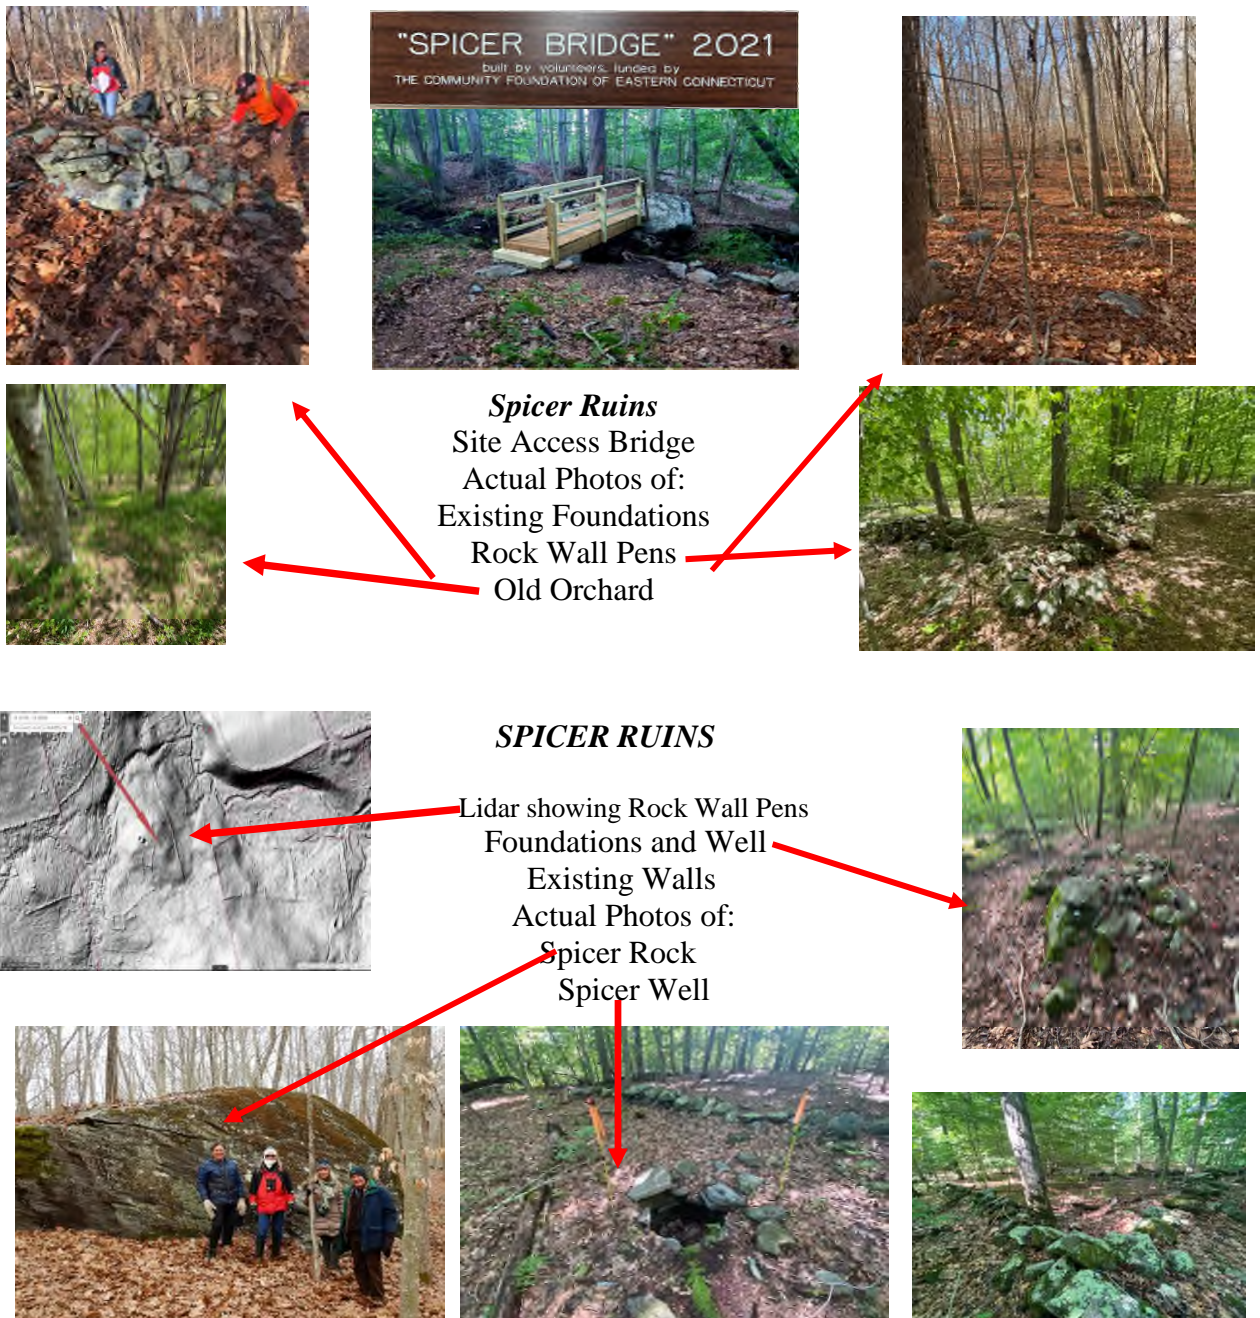 "SPICER BRIDGE" 2021
built by volunteers, funded by
THE COMMUNITY FOUNDATION OF EASTERN CONNECTICUT
Spicer Ruins
Site Access Bridge
Actual Photos of:
Existing Foundations
Rock Wall Pens
Old Orchard
SPICER RUINS
Lidar showing Rock Wall Pens
Foundations and Well
Existing Walls
Actual Photos of:
Spicer Rock
Spicer Well